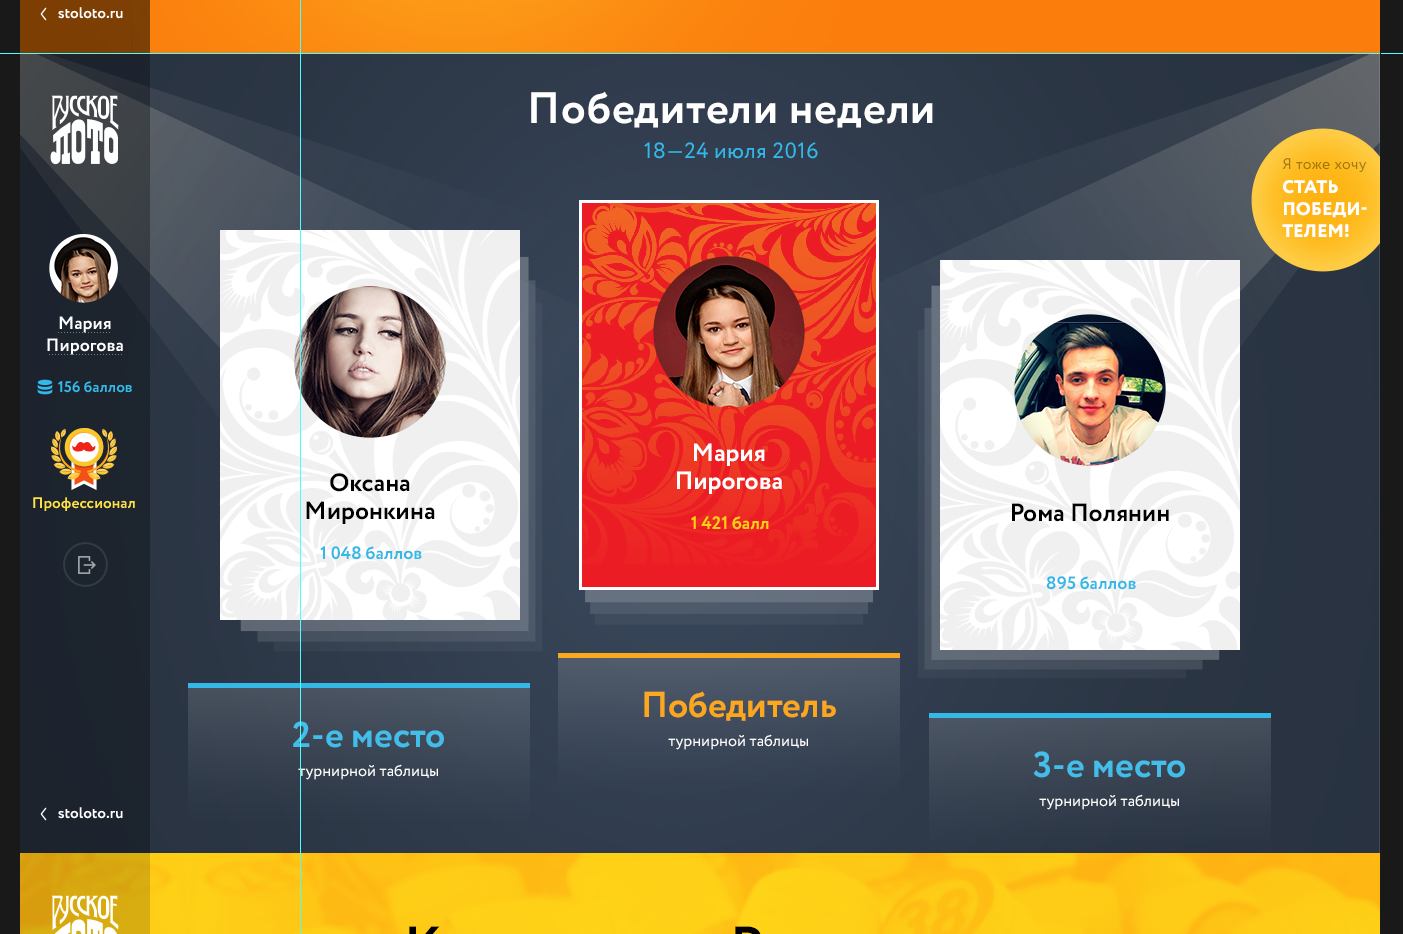 stoloto.ru
РУССКОЕ
ЛОТО
Мария
Пирогова
156 баллов
Профессионал
stoloto.ru
Победители недели
18—24 июля 2016
Я тоже хочу
СТАТЬ
ПОБЕДИ-
ТЕЛЕМ!
Оксана
Миронкина
1 048 баллов
2-е место
турнирной таблицы
Мария
Пирогова
1 421 балл
Победитель
турнирной таблицы
Рома Полянин
895 баллов
3-е место
турнирной таблицы
РУССКОЕ
ЛОТО
38